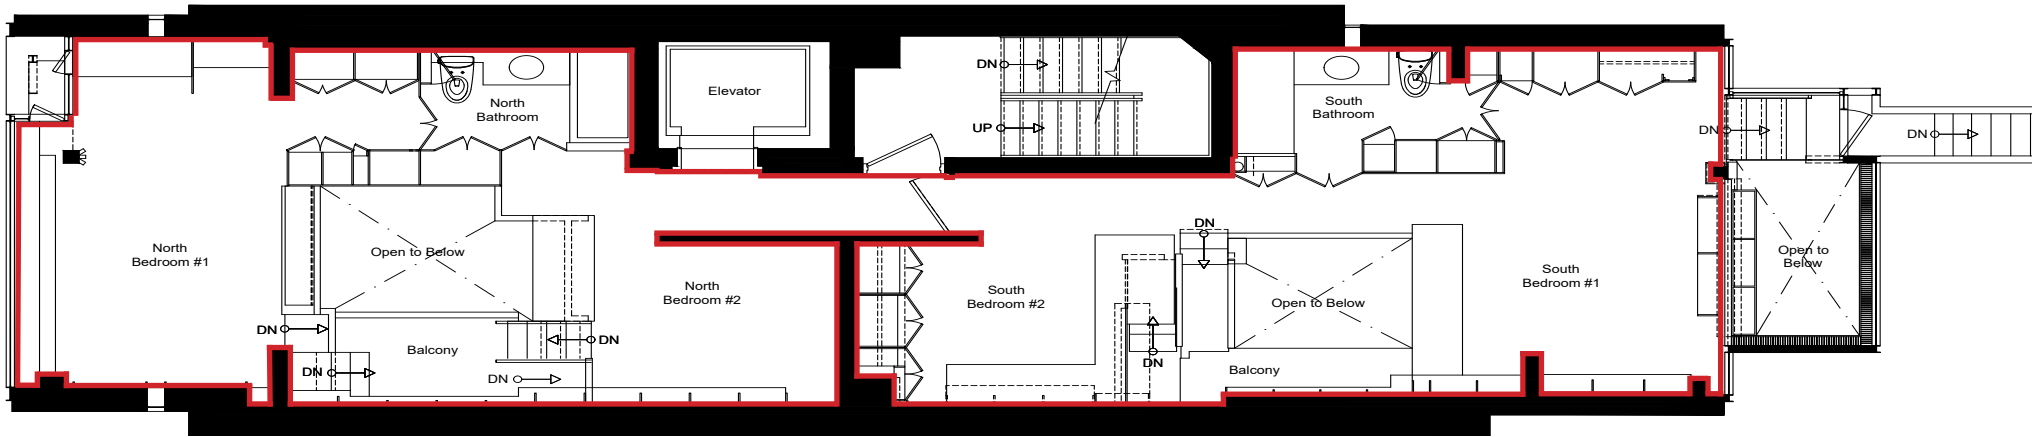 DN
Elevator
North
Bathroom
South
Bathroom
UP
DN
DN
North
Bedroom #1
Open to Below
North
Bedroom #2
DN
South
Bedroom #2
Open to Below
South
Bedroom #1
Open to
Below
DN
DN
Balcony
DN
DN
DN
Balcony